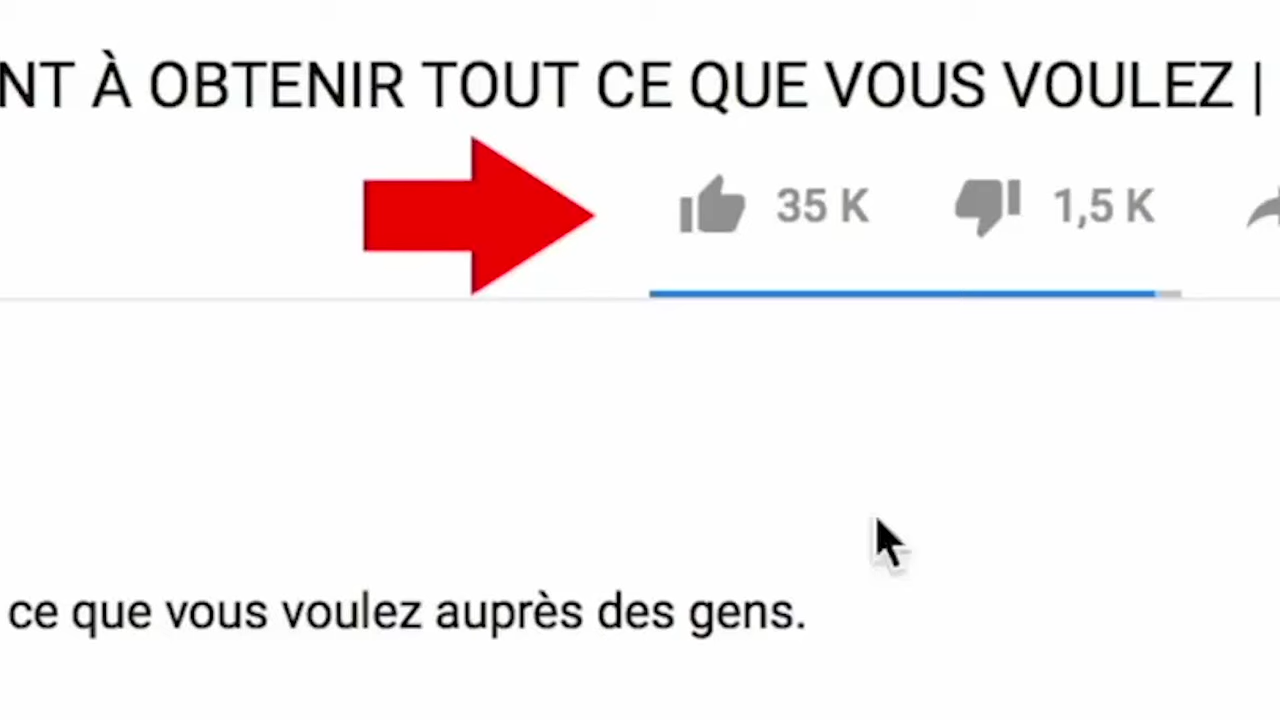 NT À OBTENIR TOUT CE QUE VOUS VOULEZ |
35 K 1,5 K
ce que vous voulez auprès des gens.